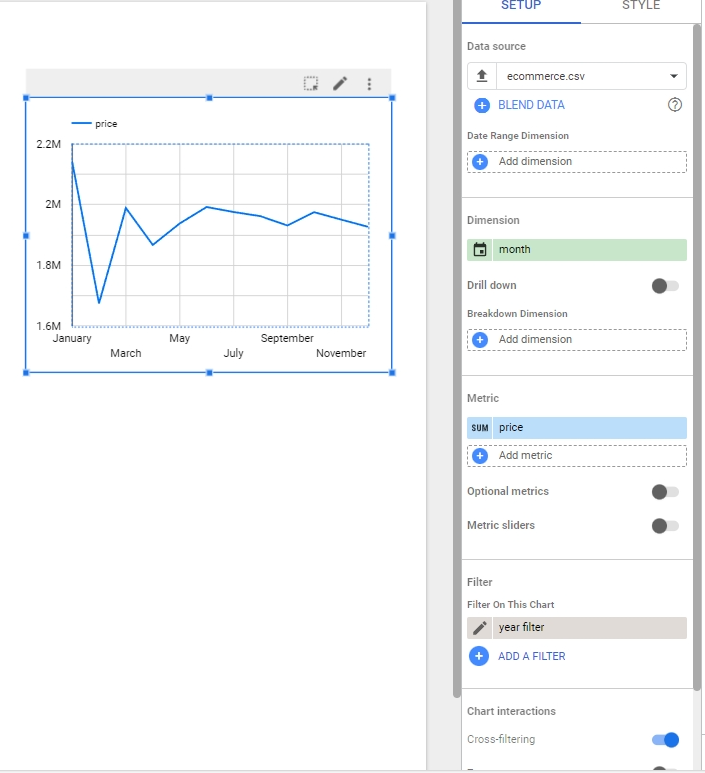 SETUP
STYLE
Data source
ecommerce.csv
BLEND DATA
Date Range Dimension
Add dimension
Dimension
month
Drill down
Breakdown Dimension
Add dimension
Metric
SUM price
Add metric
Optional metrics
Metric sliders
Filter
Filter On This Chart
year filter
ADD A FILTER
Chart interactions
Cross-filtering
price
2.2M
2M
1.8M
1.6M
January
May
September
March
July
November